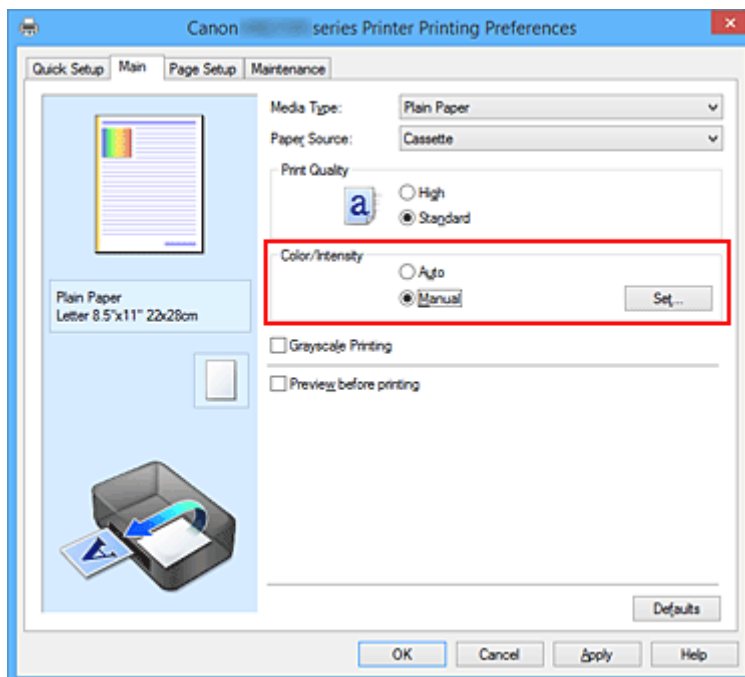 Canon series Printer Printing Preferences
Quick Setup Main Page Setup Maintenance
Media Type: Plain Paper
Paper Source: Cassette
Print Quality
a
High
Standard
Color/Intensity
Auto
Manual Set...
Plain Paper
Letter 8.5"x11" 22x28cm
Grayscale Printing
Preview before printing
A
Defaults
OK Cancel Apply Help